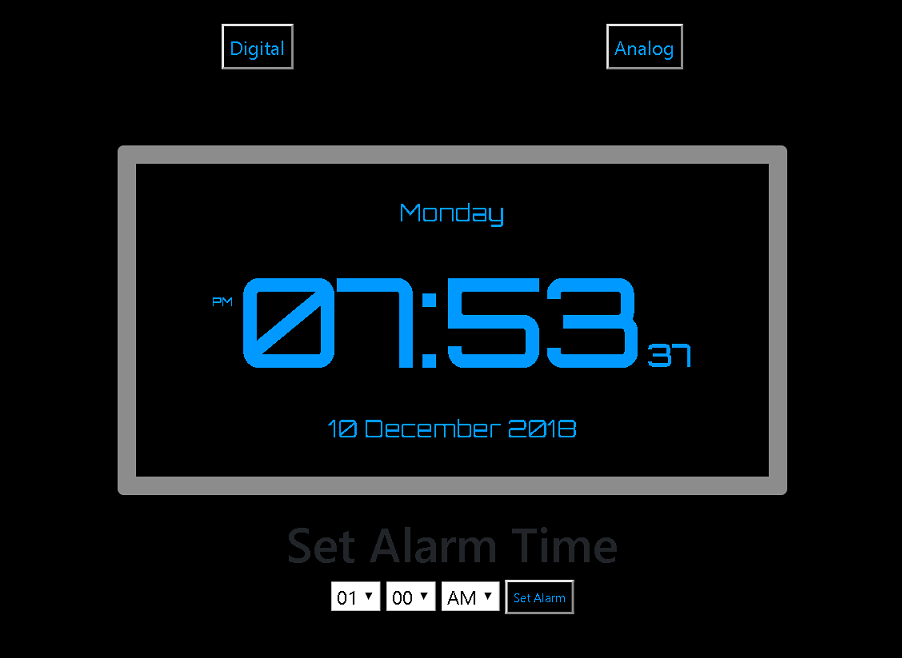 Digital Analog
Monday
PM 07:53 37
10 December 2018
Set Alarm Time
01 00 AM Set Alarm